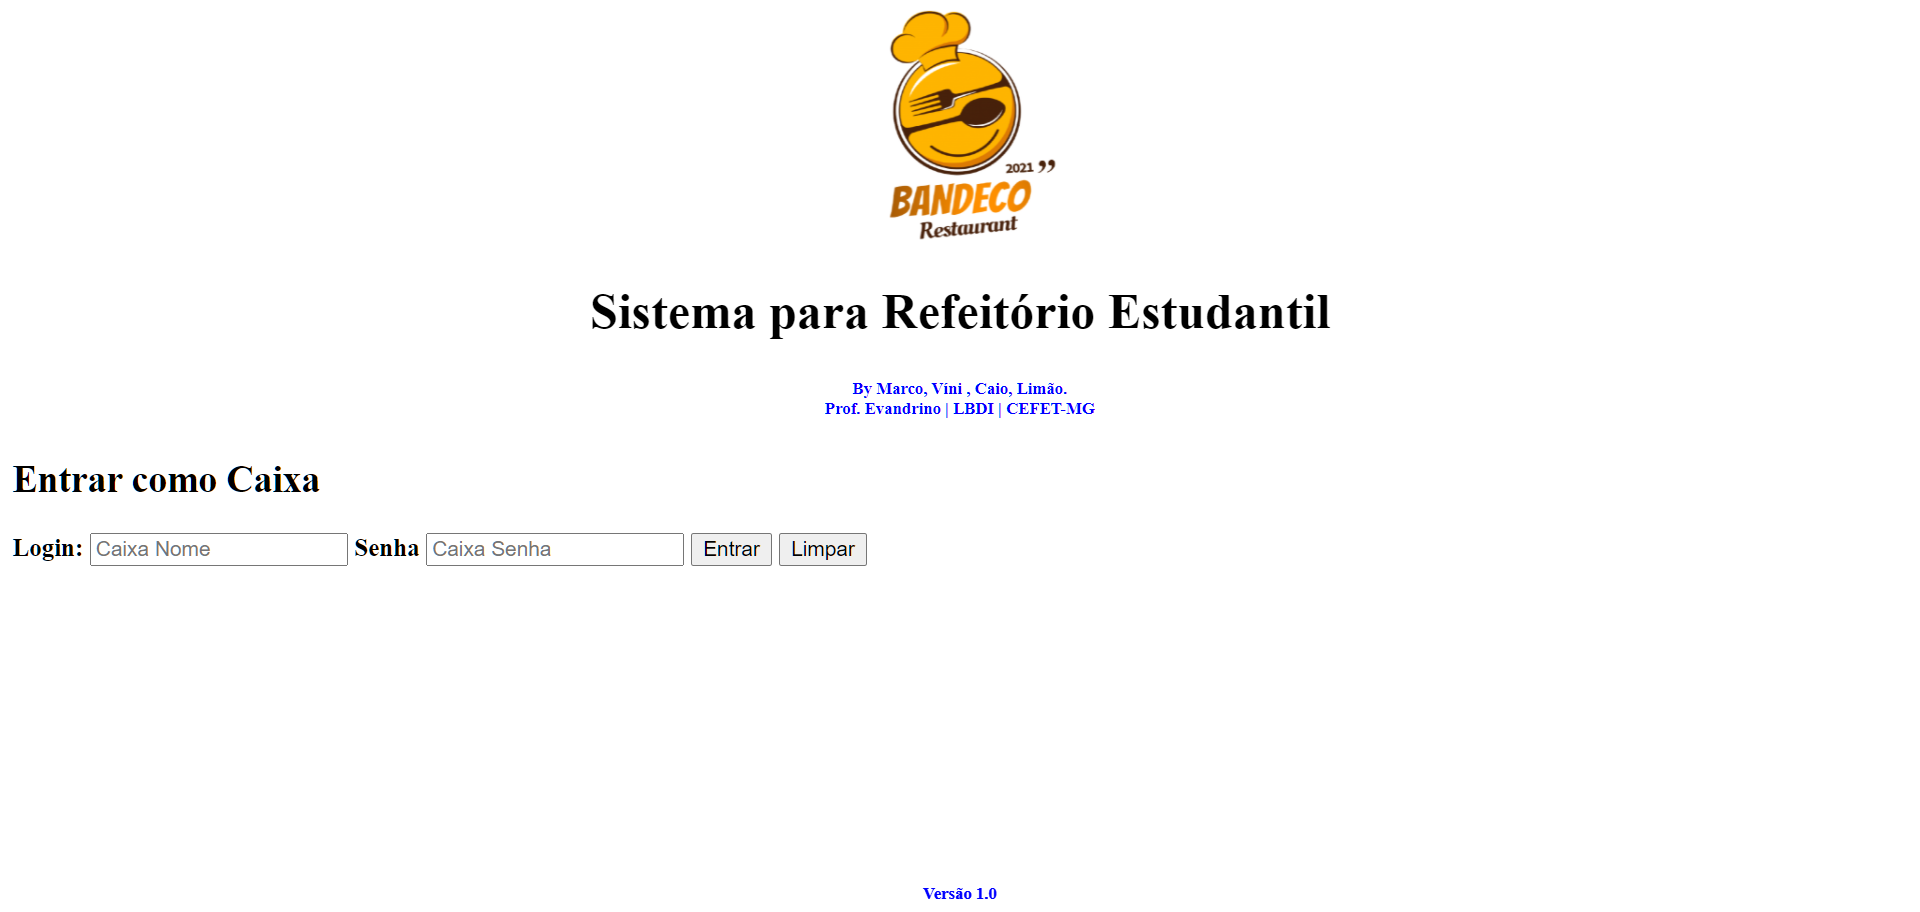 2021 ”
BANDECO
Restaurant
Sistema para Refeitório Estudantil
By Marco, Víni , Caio, Limão.
Prof. Evandrino | LBDI | CEFET-MG
Entrar como Caixa
Login: Caixa Nome Senha Caixa Senha Entrar Limpar
Versão 1.0